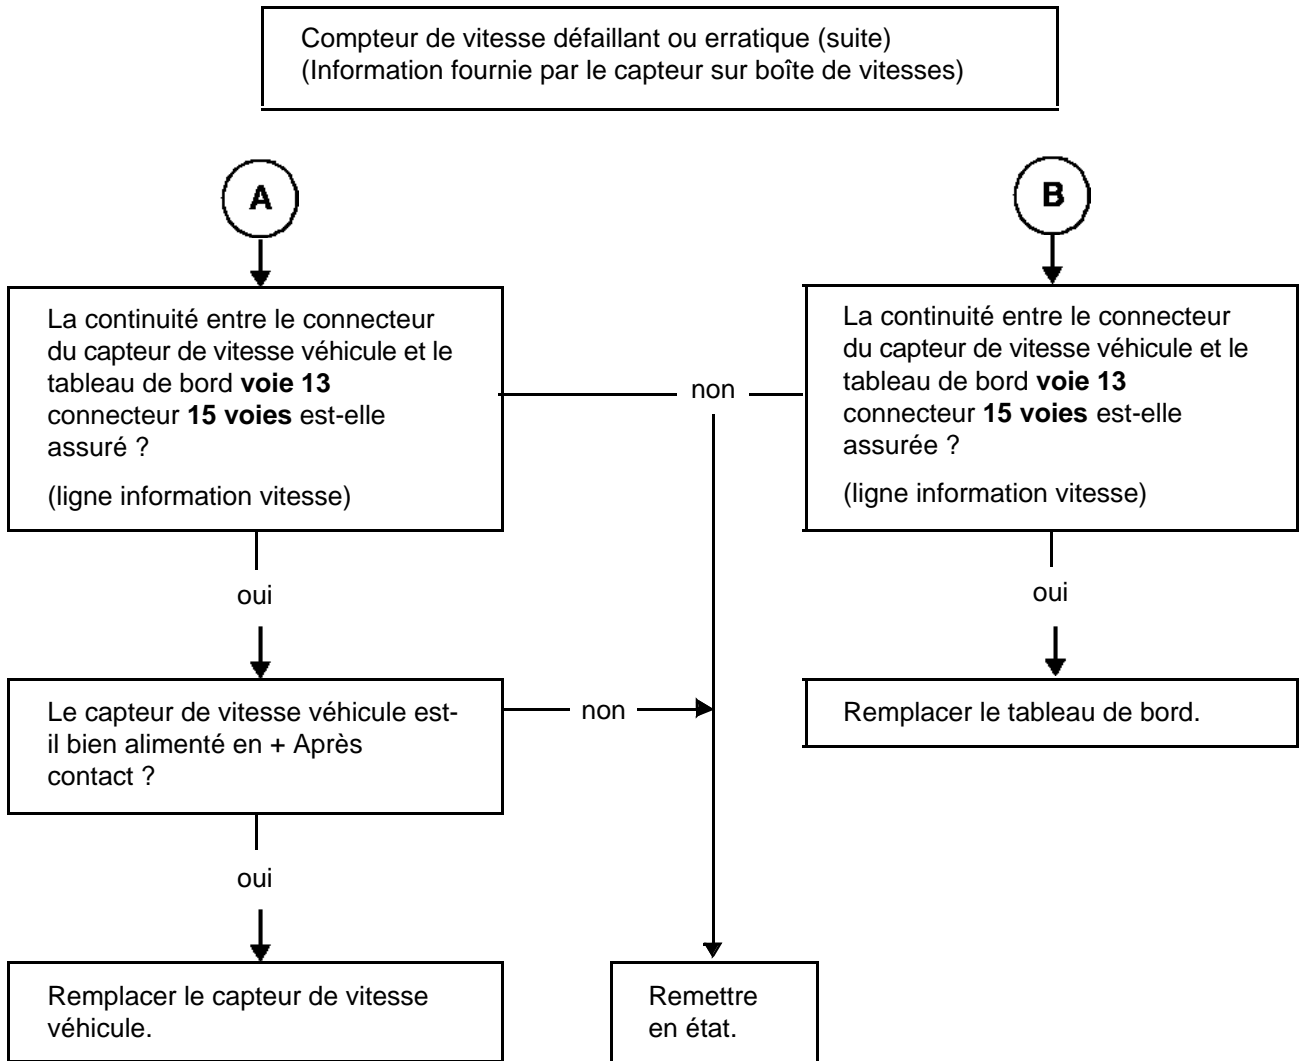 Compteur de vitesse défaillant ou erratique (suite)
(Information fournie par le capteur sur boîte de vitesses)
A
B
La continuité entre le connecteur
du capteur de vitesse véhicule et le
tableau de bord voie 13
connecteur 15 voies est-elle
assuré ?
(ligne information vitesse)
non
La continuité entre le connecteur
du capteur de vitesse véhicule et le
tableau de bord voie 13
connecteur 15 voies est-elle
assurée ?
(ligne information vitesse)
oui
oui
Le capteur de vitesse véhicule est-
il bien alimenté en + Après
contact ?
non
Remplacer le tableau de bord.
oui
Remplacer le capteur de vitesse
véhicule.
Remettre
en état.